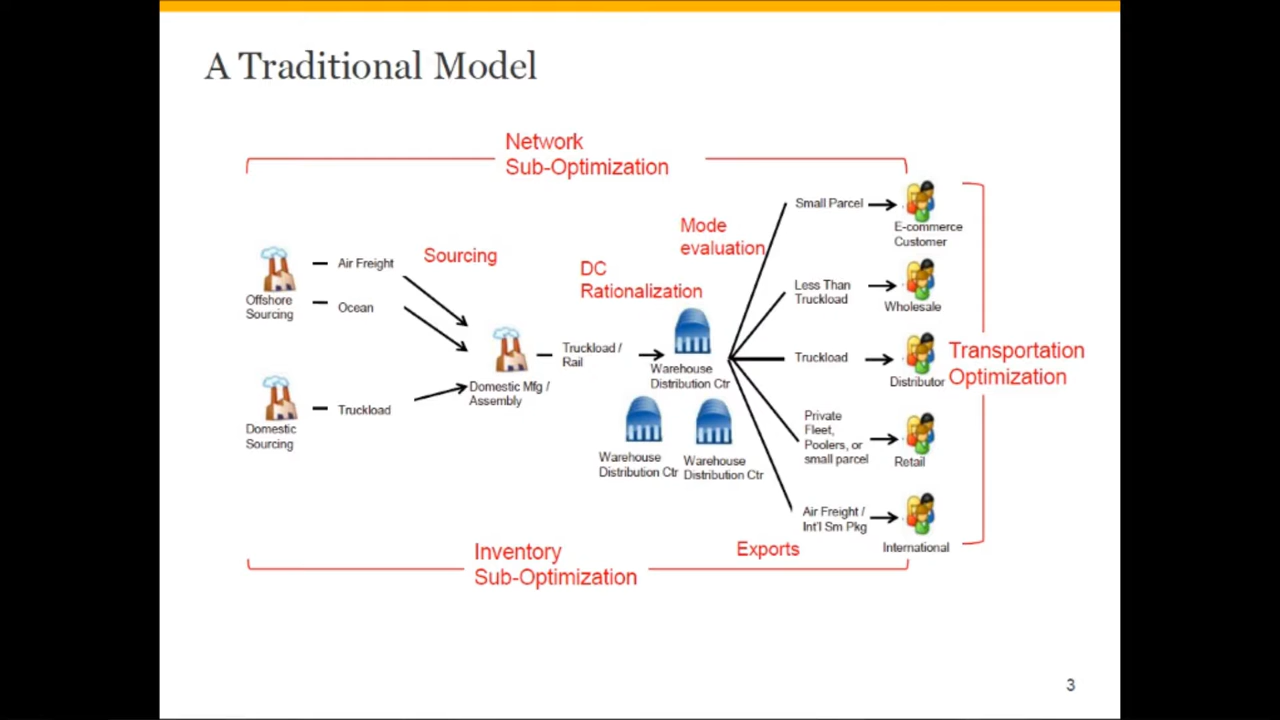 A Traditional Model
Network
Sub-Optimization
Mode
evaluation
Small Parcel
E-commerce
Customer
Sourcing
Air Freight
DC
Rationalization
Offshore
Sourcing
Ocean
Less Than
Truckload
Wholesale
Truckload /
Rail
Warehouse
Distribution Ctr
Truckload
Distributor
Transportation
Optimization
Domestic Mfg /
Assembly
Truckload
Domestic
Sourcing
Private
Fleet,
Poolers, or
small parcel
Retail
Warehouse
Distribution Ctr
Warehouse
Distribution Ctr
Air Freight /
Int'l Sm Pkg
International
Exports
Inventory
Sub-Optimization
3